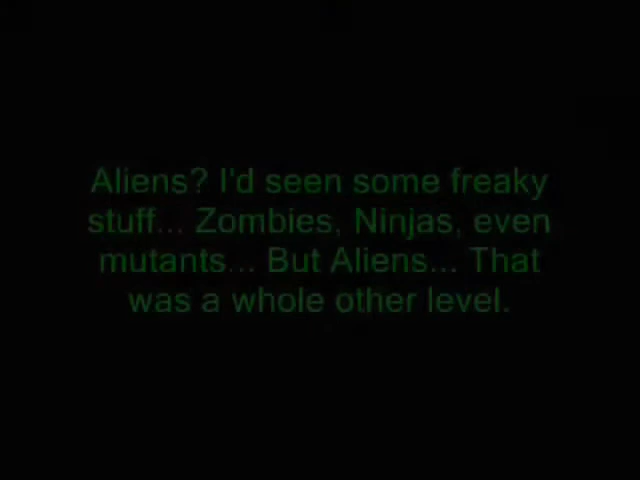 Aliens? I'd seen some freaky
stuff... Zombies, Ninjas, even
mutants... But Aliens... That
was a whole other level.